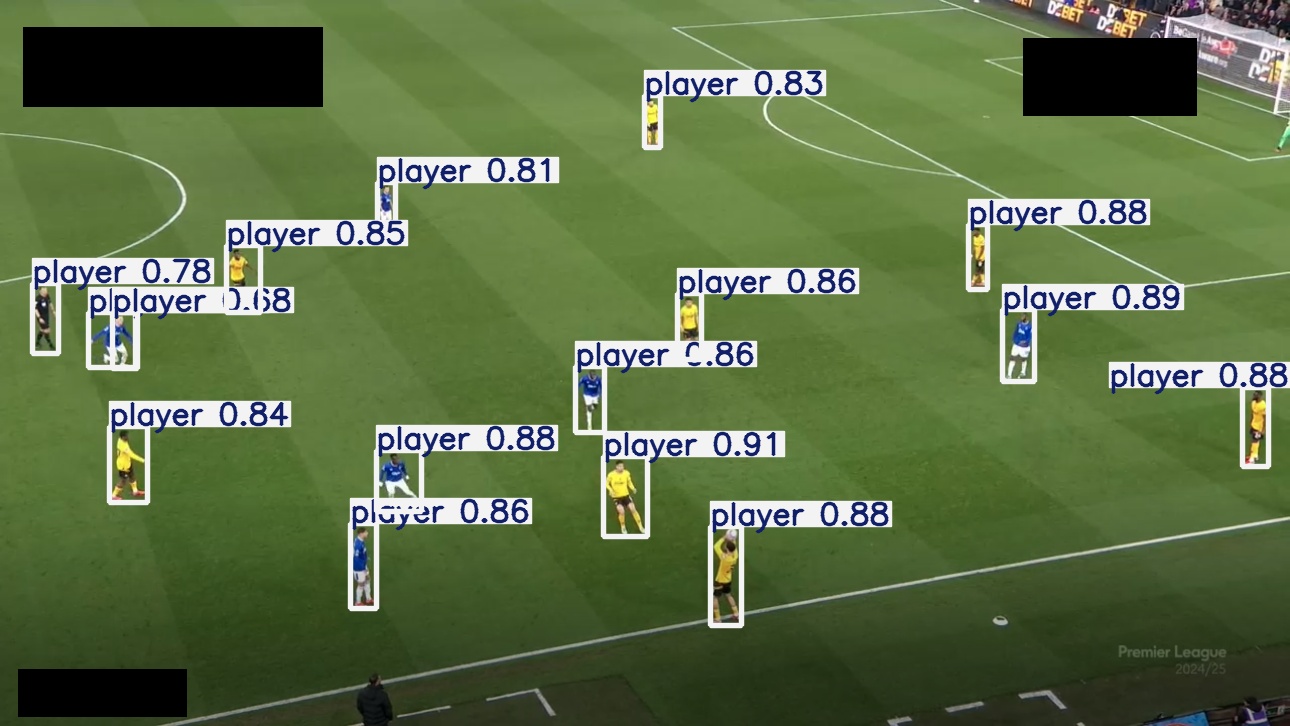 DEBET
DEBET
player 0.83
player 0.81
player 0.88
player 0.85
player 0.78
player 0.68
player 0.86
player 0.89
player 0.86
player 0.88
player 0.84
player 0.88
player 0.91
player 0.86
player 0.88
Premier League
2024/25